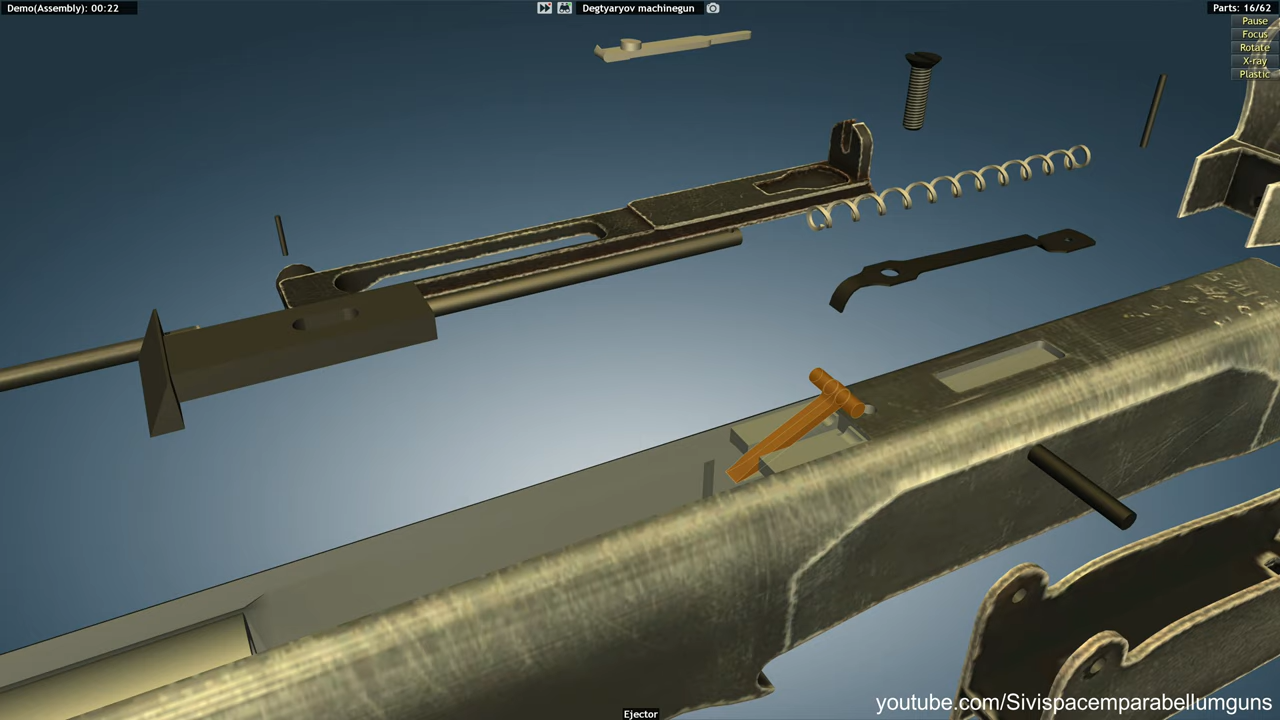 Demo(Assembly): 00:22
Degtyaryov machinegun
Parts: 16/62
Pause
Focus
Rotate
X-ray
Plastic
Ejector
youtube.com/Sivispacemparabellumguns